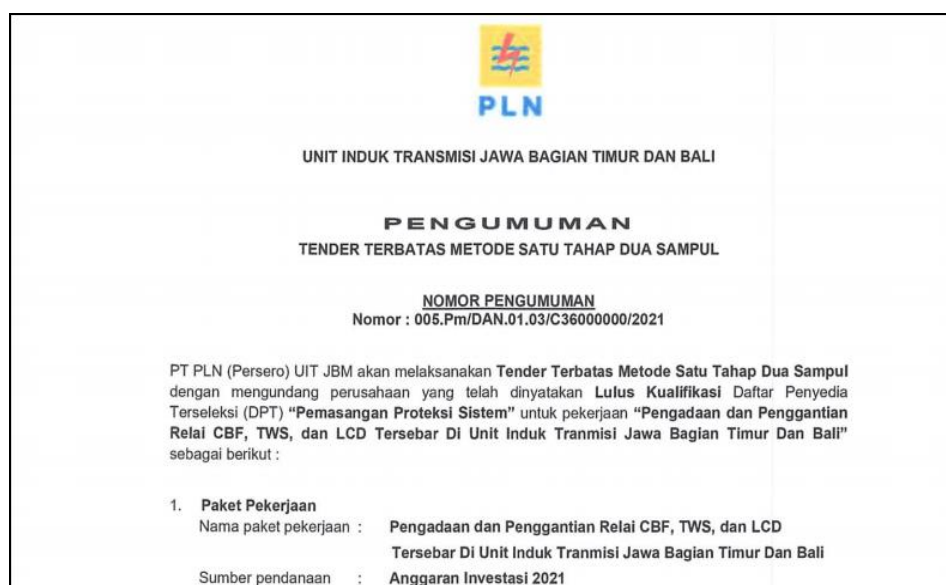 PLN
UNIT INDUK TRANSMISI JAWA BAGIAN TIMUR DAN BALI
PENGUMUMAN
TENDER TERBATAS METODE SATU TAHAP DUA SAMPUL
NOMOR PENGUMUMAN
Nomor : 005.Pm/DAN.01.03/C36000000/2021
PT PLN (Persero) UIT JBM akan melaksanakan Tender Terbatas Metode Satu Tahap Dua Sampul
dengan mengundang perusahaan yang telah dinyatakan Lulus Kualifikasi Daftar Penyedia
Terseleksi (DPT) “Pemasangan Proteksi Sistem” untuk pekerjaan “Pengadaan dan Penggantian
Relai CBF, TWS, dan LCD Tersebar Di Unit Induk Tranmisi Jawa Bagian Timur Dan Bali”
sebagai berikut :
1. Paket Pekerjaan
Nama paket pekerjaan : Pengadaan dan Penggantian Relai CBF, TWS, dan LCD
Tersebar Di Unit Induk Tranmisi Jawa Bagian Timur Dan Bali
Sumber pendanaan : Anggaran Investasi 2021